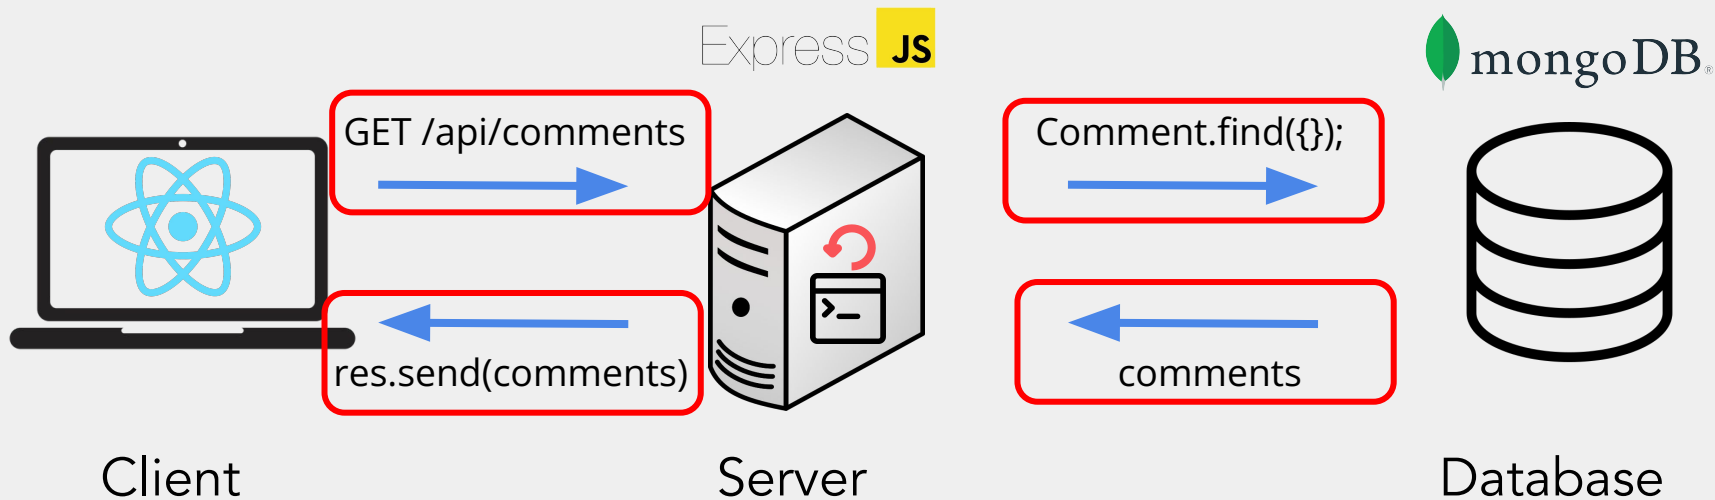 Express JS
mongoDB®
GET /api/comments
Comment.find({});
res.send(comments)
comments
Client
Server
Database